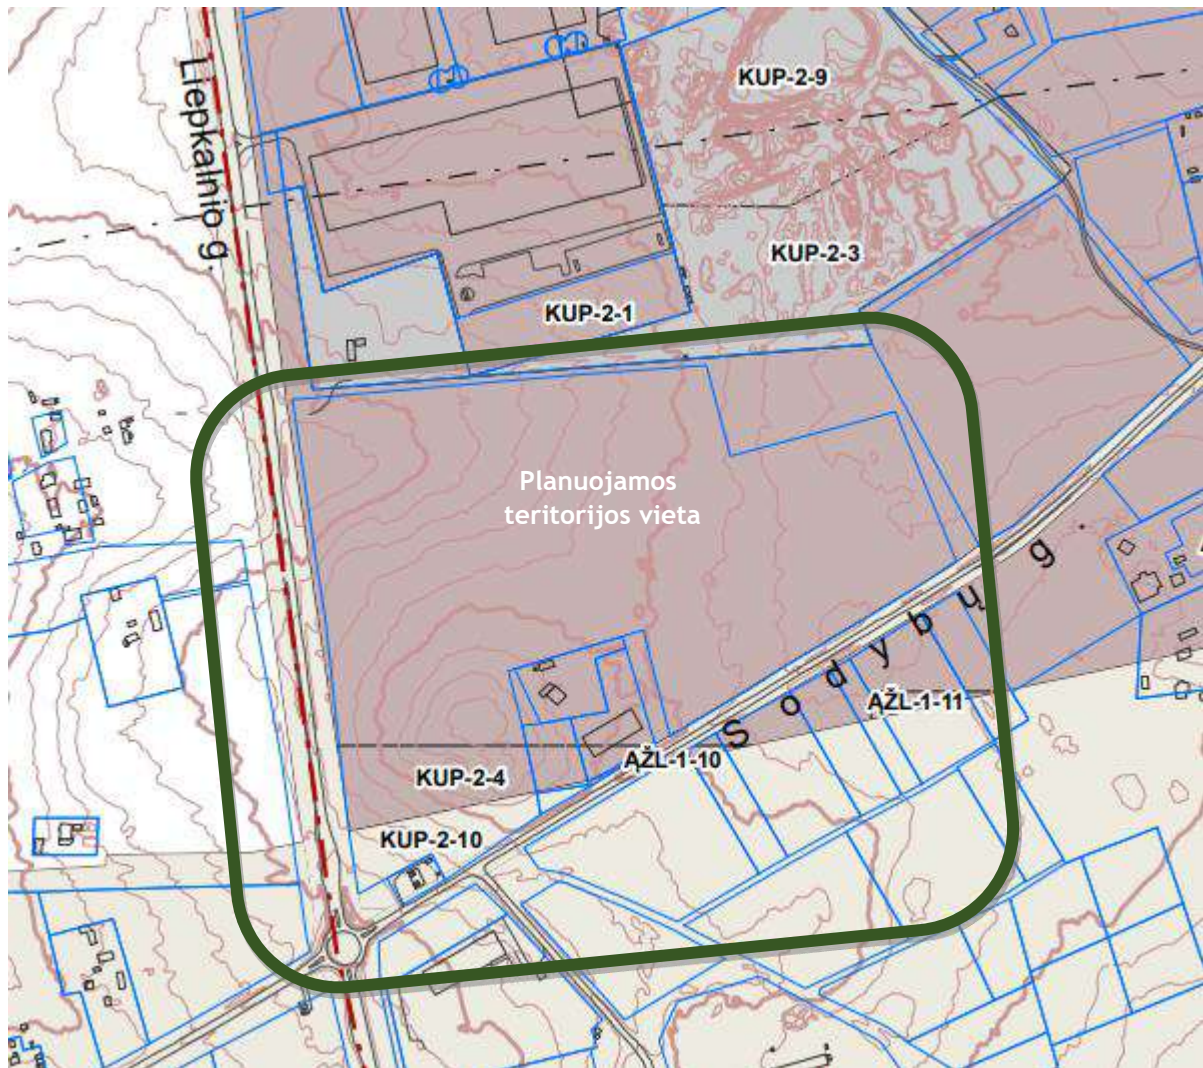 KUP-2-9
Liepkalnio g.
KUP-2-3
KUP-2-1
Planuojamos
teritorijos vieta
Sodybų g
ĄŽL-1-11
ĄŽL-1-10
KUP-2-4
KUP-2-10